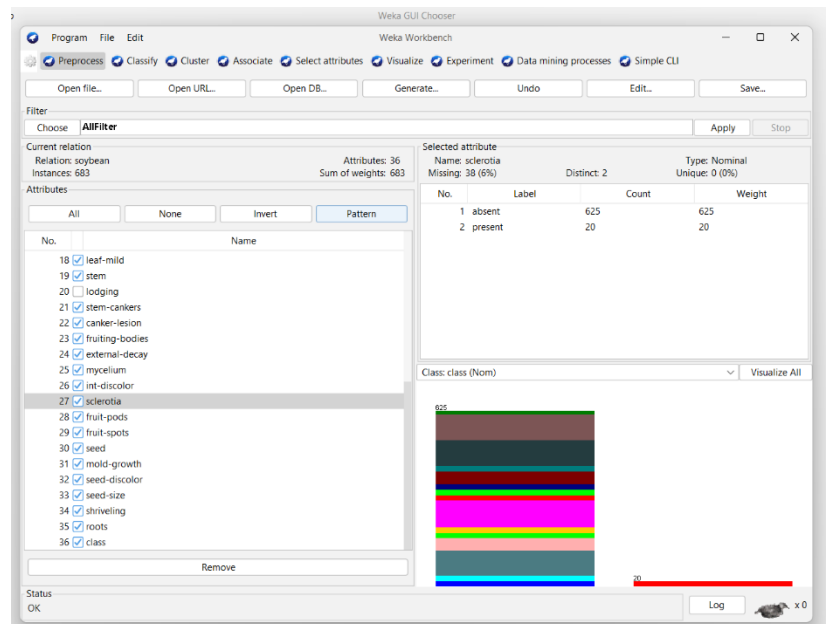 Weka GUI Chooser
Program File Edit Weka Workbench
Preprocess Classify Cluster Associate Select attributes Visualize Experiment Data mining processes Simple CLI
Open file... Open URL... Open DB... Generate... Undo Edit... Save...
Filter
Choose AllFilter Apply Stop
Current relation
Relation: soybean Attributes: 36
Instances: 683 Sum of weights: 683
Attributes
All None Invert Pattern
No. Name
18 leaf-mild
19 stem
20 lodging
21 stem-cankers
22 canker-lesion
23 fruiting-bodies
24 external-decay
25 mycelium
26 int-discolor
27 sclerotia
28 fruit-pods
29 fruit-spots
30 seed
31 mold-growth
32 seed-discolor
33 seed-size
34 shriveling
35 roots
36 class
Remove
Selected attribute
Name: sclerotia Type: Nominal
Missing: 38 (6%) Distinct: 2 Unique: 0 (0%)
No. Label Count Weight
1 absent 625 625
2 present 20 20
Class: class (Nom) Visualize All
625
20
Status
OK Log x 0